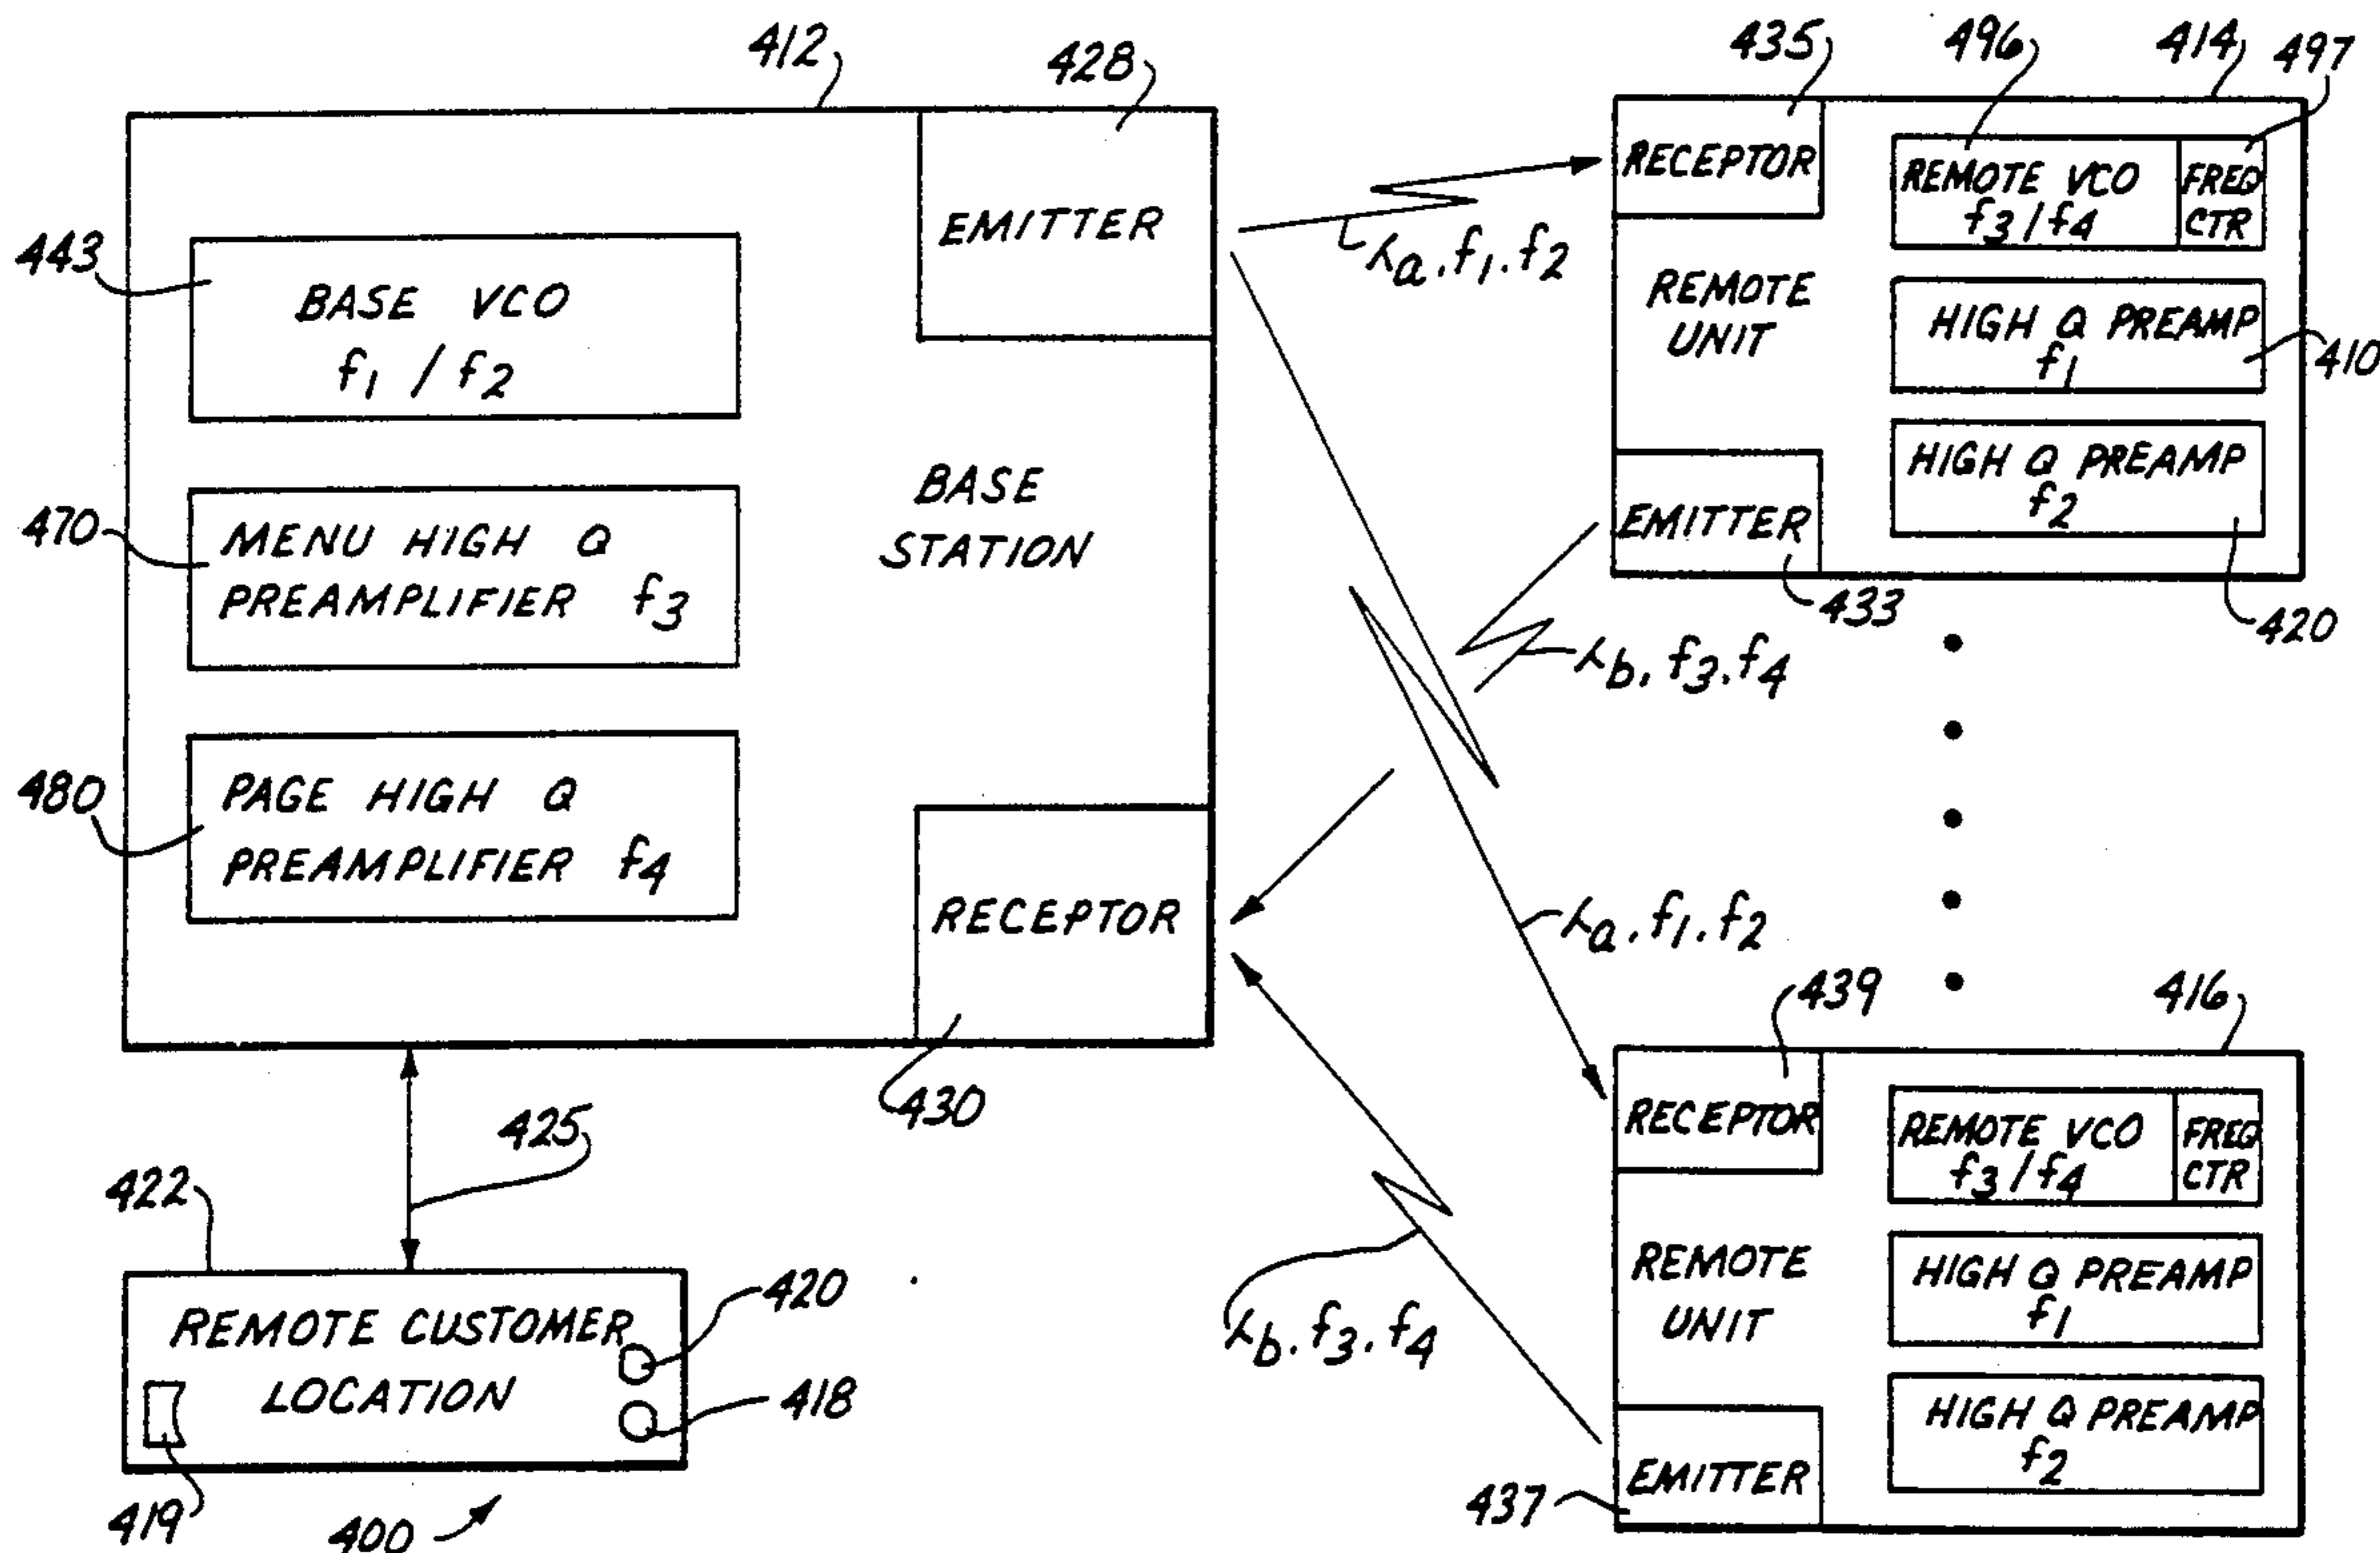 412
428
EMITTER
443
BASE VCO
f1 / f2
470
MENU HIGH Q
PREAMPLIFIER f3
BASE
STATION
480
PAGE HIGH Q
PREAMPLIFIER f4
RECEPTOR
430
425
422
REMOTE CUSTOMER
LOCATION
420
418
419
400
λa, f1, f2
λb, f3, f4
λa, f1, f2
λb, f3, f4
435
496
414
497
RECEPTOR
REMOTE VCO
f3/f4
FREQ
CTR
REMOTE
UNIT
HIGH Q PREAMP
f1
410
HIGH Q PREAMP
f2
EMITTER
433
420
439
416
RECEPTOR
REMOTE VCO
f3/f4
FREQ
CTR
REMOTE
UNIT
HIGH Q PREAMP
f1
HIGH Q PREAMP
f2
EMITTER
437